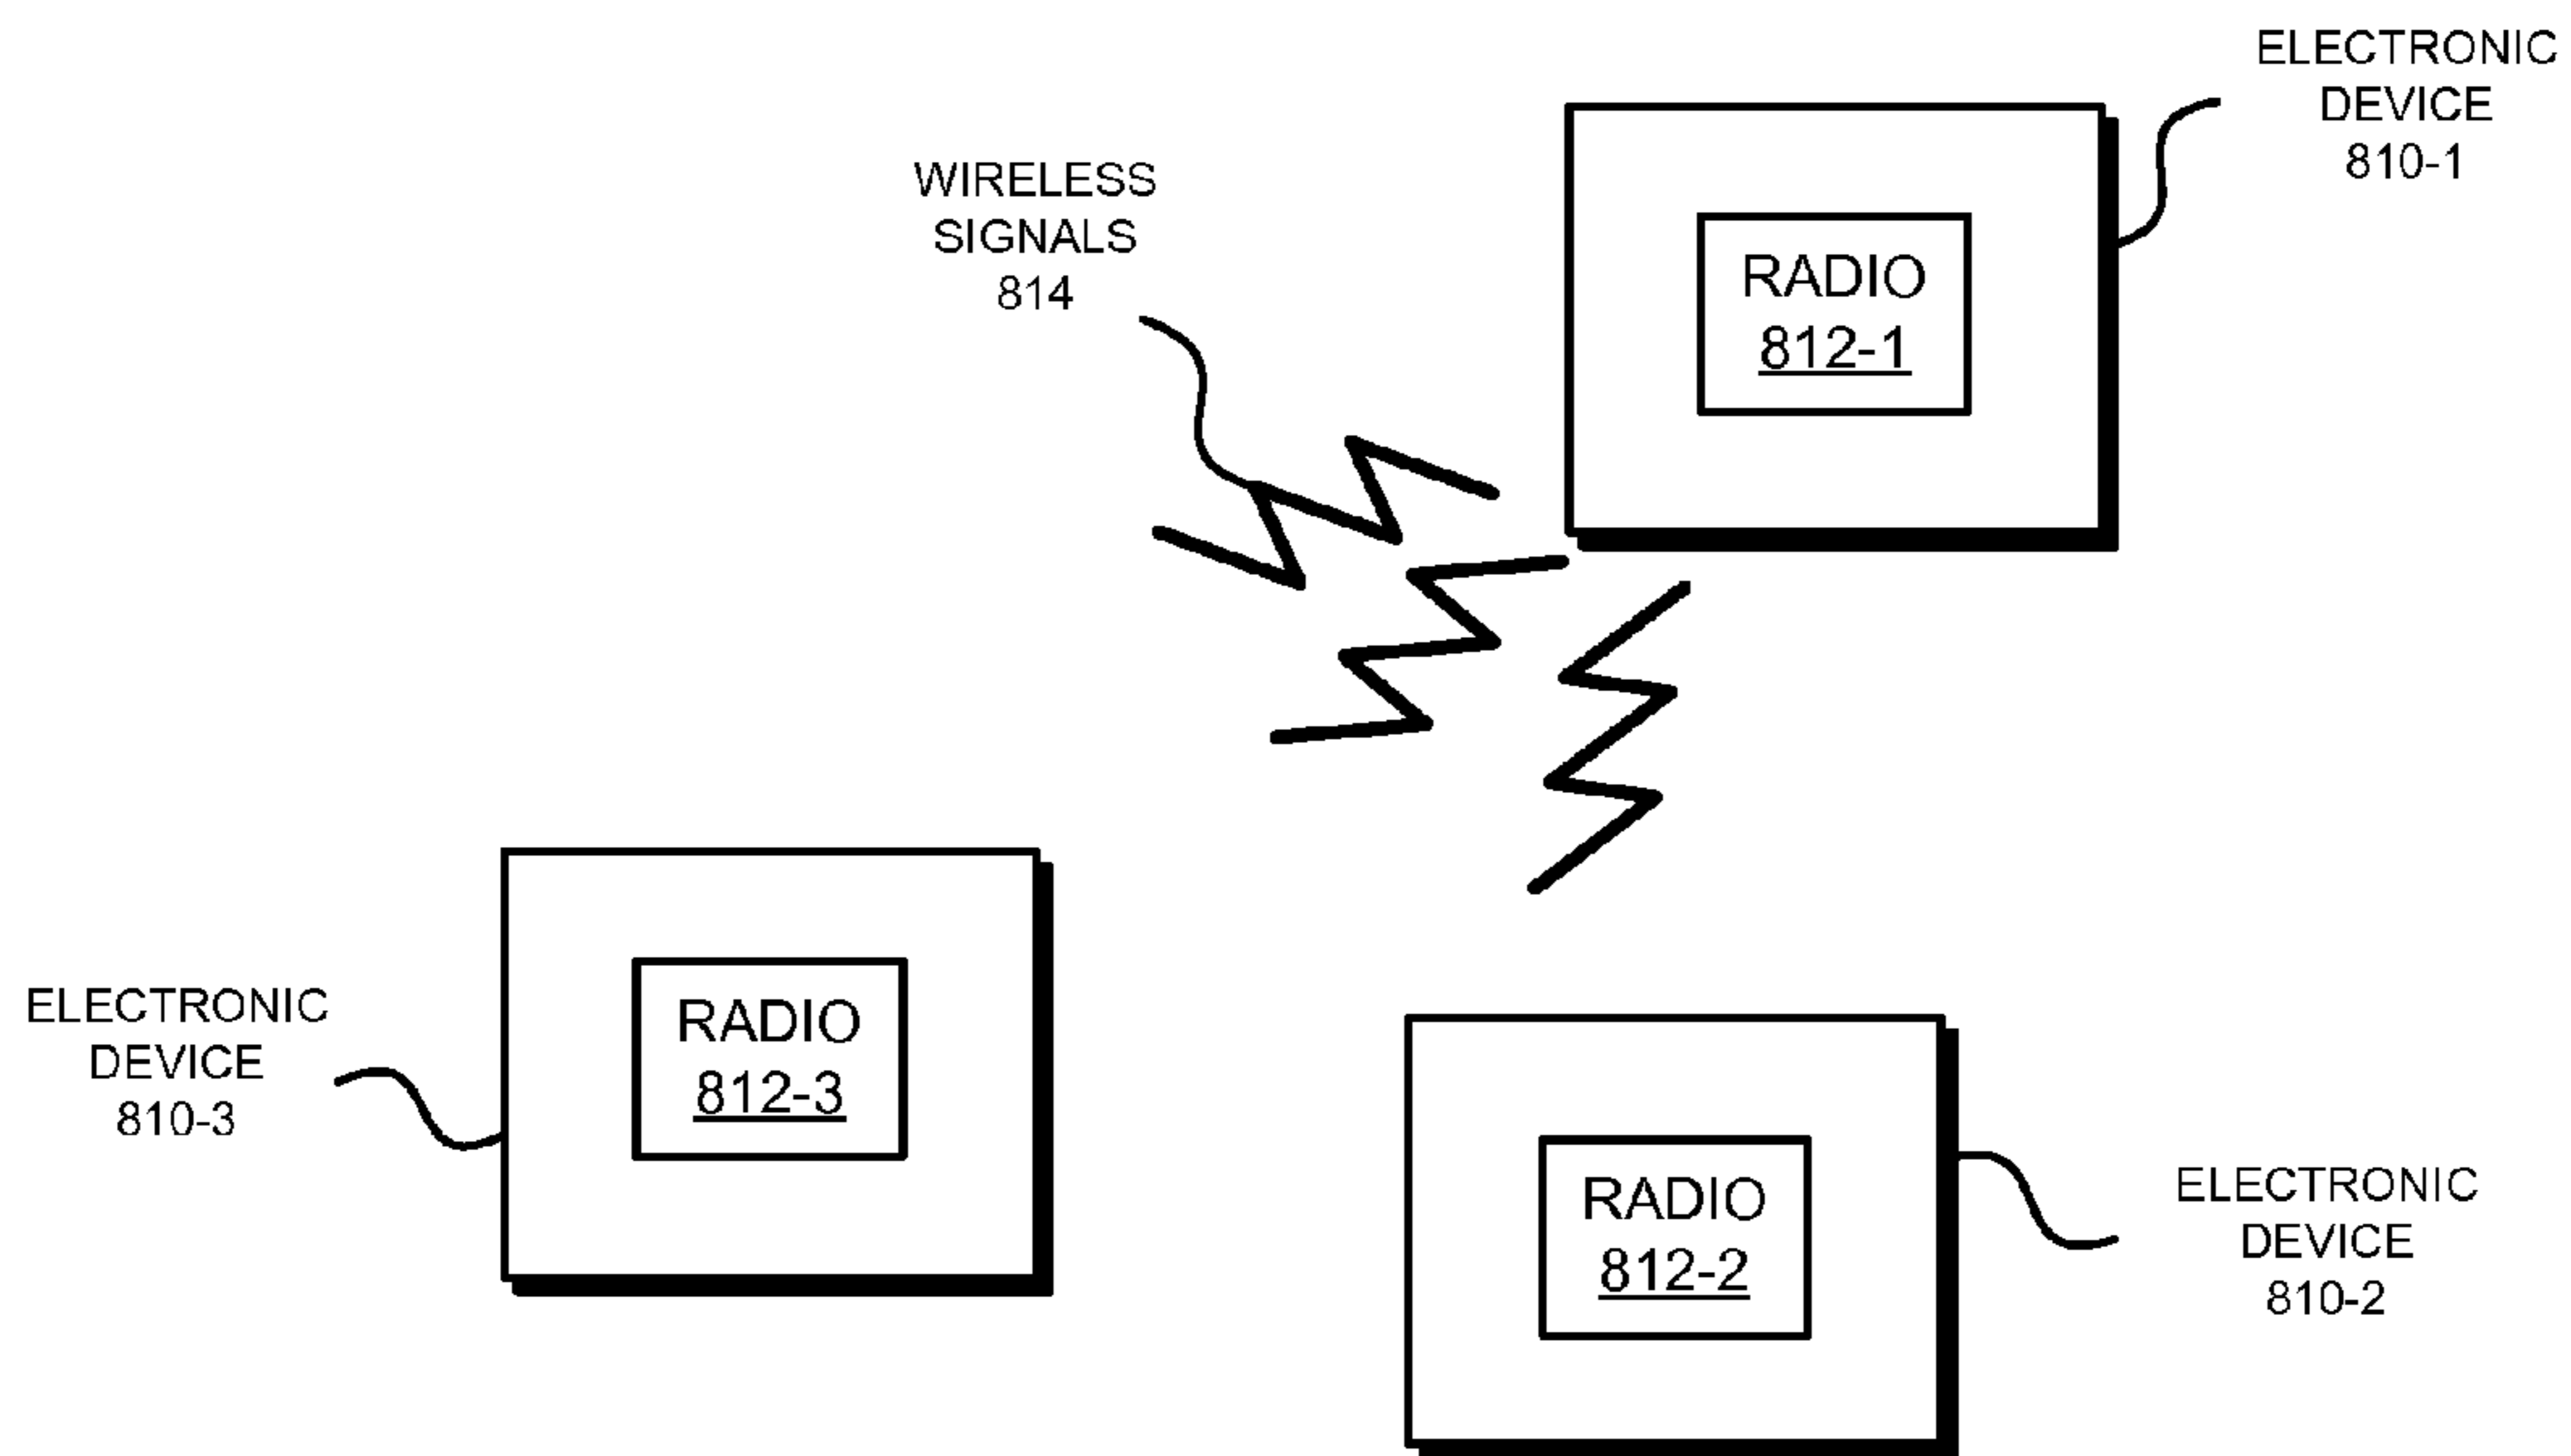 ELECTRONIC
DEVICE
810-1
WIRELESS
SIGNALS
814
RADIO
812-1
ELECTRONIC
DEVICE
810-3
RADIO
812-3
RADIO
812-2
ELECTRONIC
DEVICE
810-2